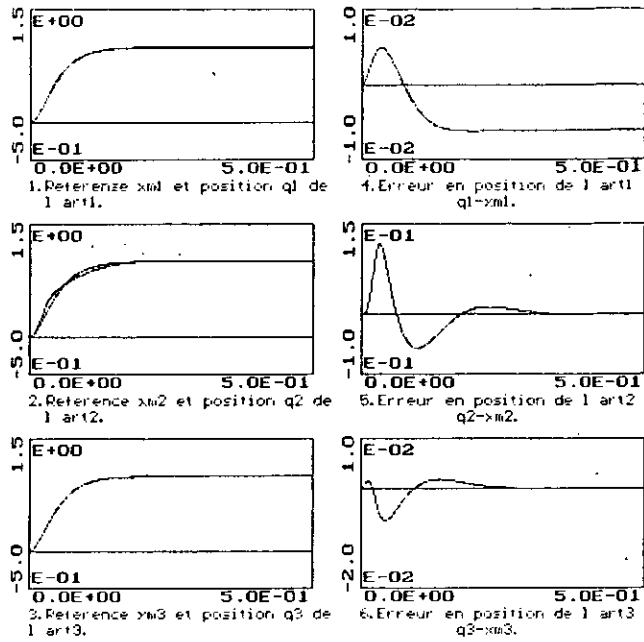 1.5
E+00
-5.0
E-01
0.0E+00 5.0E-01
1.Reterenze xm1 et position q1 de
l art1.
1.0
E-02
-1.0
E-02
0.0E+00 5.0E-01
4.Erreur en position de l art1
q1-xm1.
1.5
E+00
-5.0
E-01
0.0E+00 5.0E-01
2.Reterence xm2 et position q2 de
l art2.
1.5
E-01
-1.0
E-01
0.0E+00 5.0E-01
5.Erreur en position de l art2
q2-xm2.
1.5
E+00
-5.0
E-01
0.0E+00 5.0E-01
3.Reterence xm3 et position q3 de
l art3.
1.0
E-02
-2.0
E-02
0.0E+00 5.0E-01
6.Erreur en position de l art3
q3-xm3.